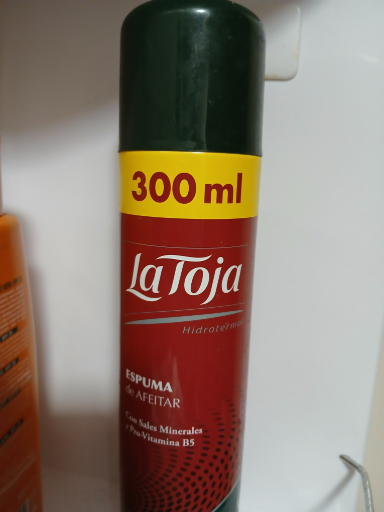 300 ml
La Toja
Hidrotermal
ESPUMA
de AFEITAR
Con Sales Minerales
y Pro-Vitamina B5